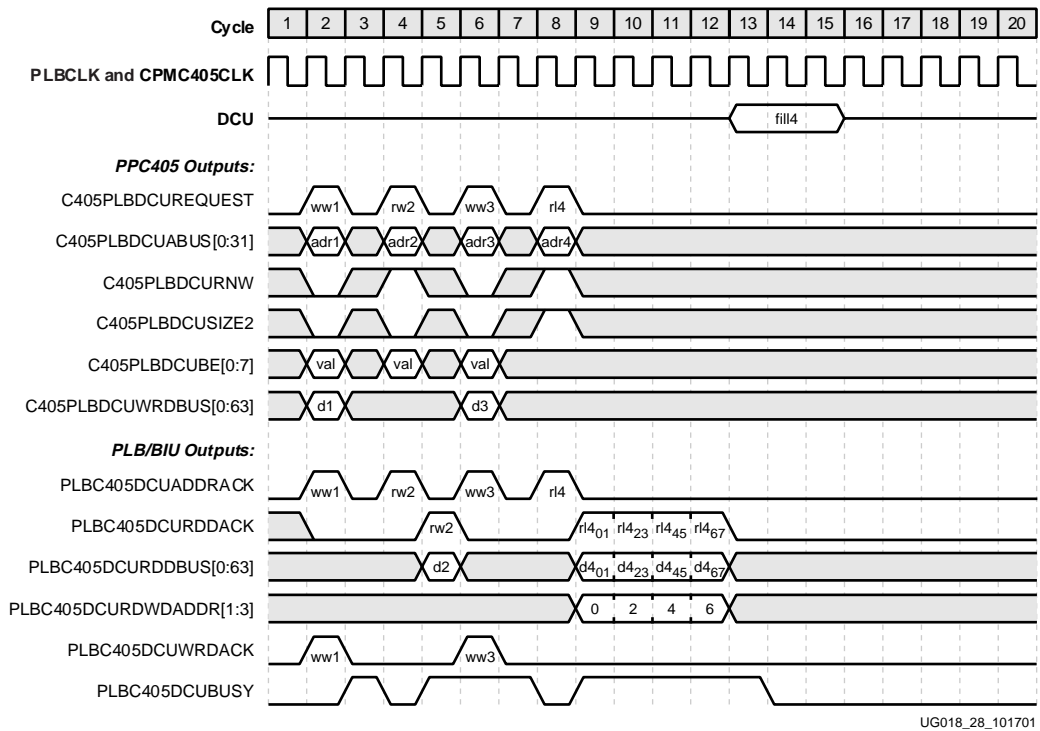 Cycle 1 2 3 4 5 6 7 8 9 10 11 12 13 14 15 16 17 18 19 20
PLBCLK and CPMC405CLK
DCU fill4
PPC405 Outputs:
C405PLBDCUREQUEST ww1 rw2 ww3 rl4
C405PLBDCUABUS[0:31] adr1 adr2 adr3 adr4
C405PLBDCURNW
C405PLBDCUSIZE2
C405PLBDCUBE[0:7] val val val
C405PLBDCUWRDBUS[0:63] d1 d3
PLB/BIU Outputs:
PLBC405DCUADDRACK ww1 rw2 ww3 rl4
PLBC405DCURDDACK rw2 rl401 rl423 rl445 rl467
PLBC405DCURDDBUS[0:63] d2 d401 d423 d445 d467
PLBC405DCURDWDADDR[1:3] 0 2 4 6
PLBC405DCUWRDACK ww1 ww3
PLBC405DCUBUSY
UG018_28_101701